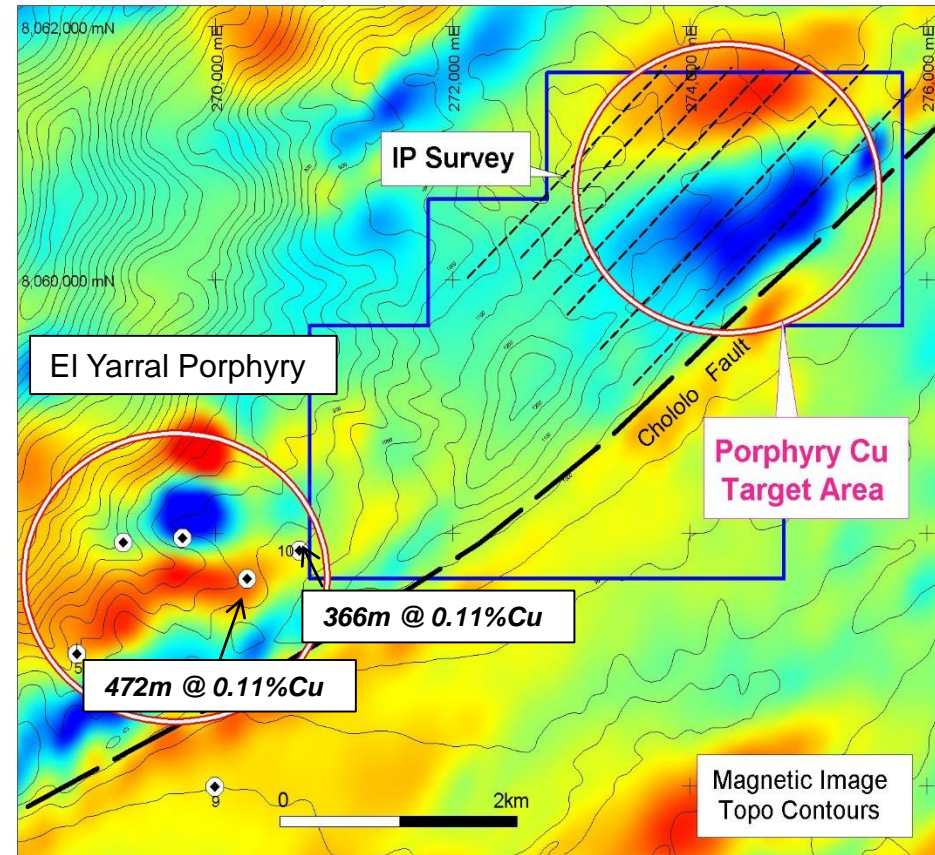 8,062,000 mN
270,000 mE
272,000 mE
274,000 mE
276,000 mE
IP Survey
8,060,000 mN
El Yarral Porphyry
Chololo Fault
Porphyry Cu
Target Area
10
366m @ 0.11%Cu
5
472m @ 0.11%Cu
9
0
2km
Magnetic Image
Topo Contours